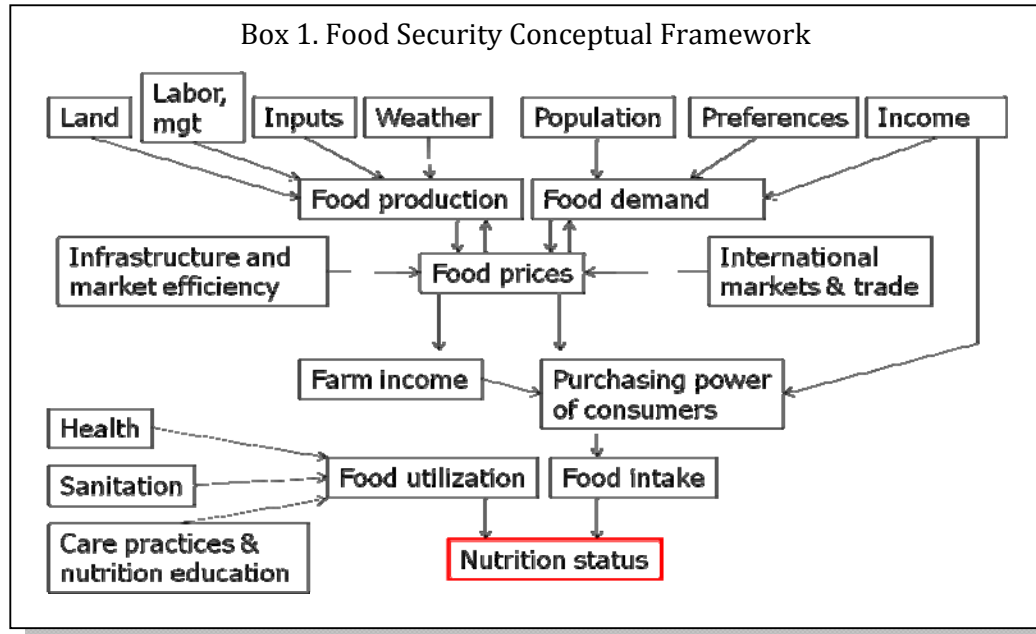 Box 1. Food Security Conceptual Framework
Land
Labor,
mgt
Inputs
Weather
Population
Preferences
Income
Food production
Food demand
Infrastructure and
market efficiency
Food prices
International
markets & trade
Farm income
Purchasing power
of consumers
Health
Sanitation
Food utilization
Food intake
Care practices &
nutrition education
Nutrition status